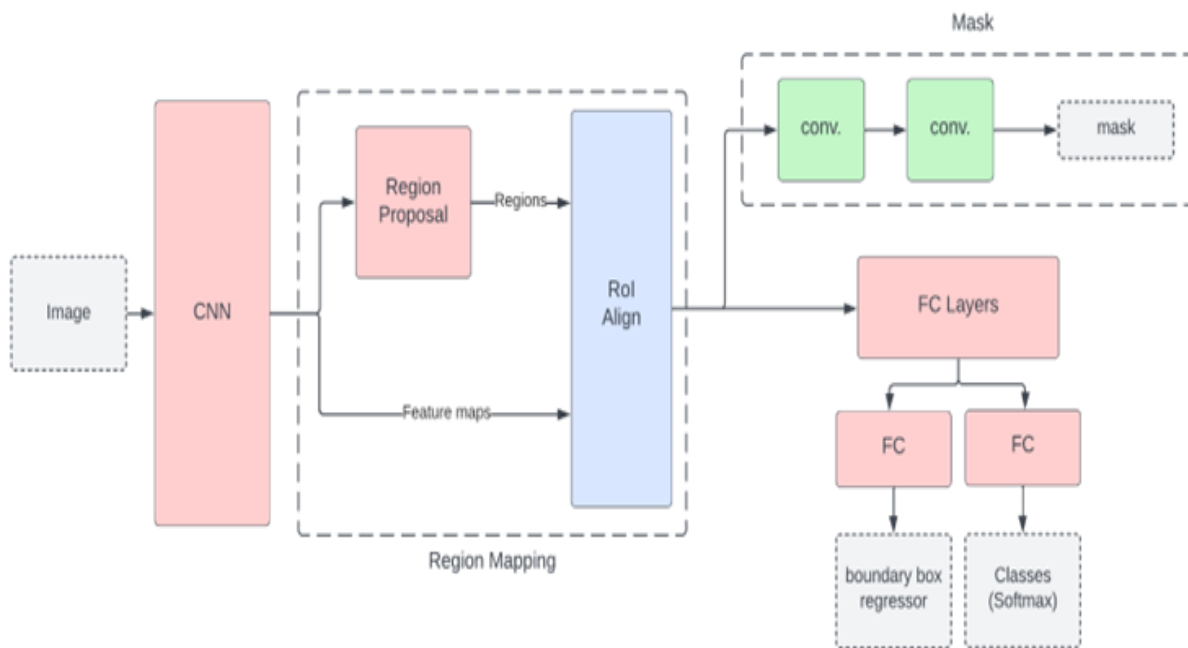 Mask
conv.
conv.
mask
Region
Proposal
Regions
Image
CNN
RoI
Align
FC Layers
Feature maps
FC
FC
Region Mapping
boundary box
regressor
Classes
(Softmax)